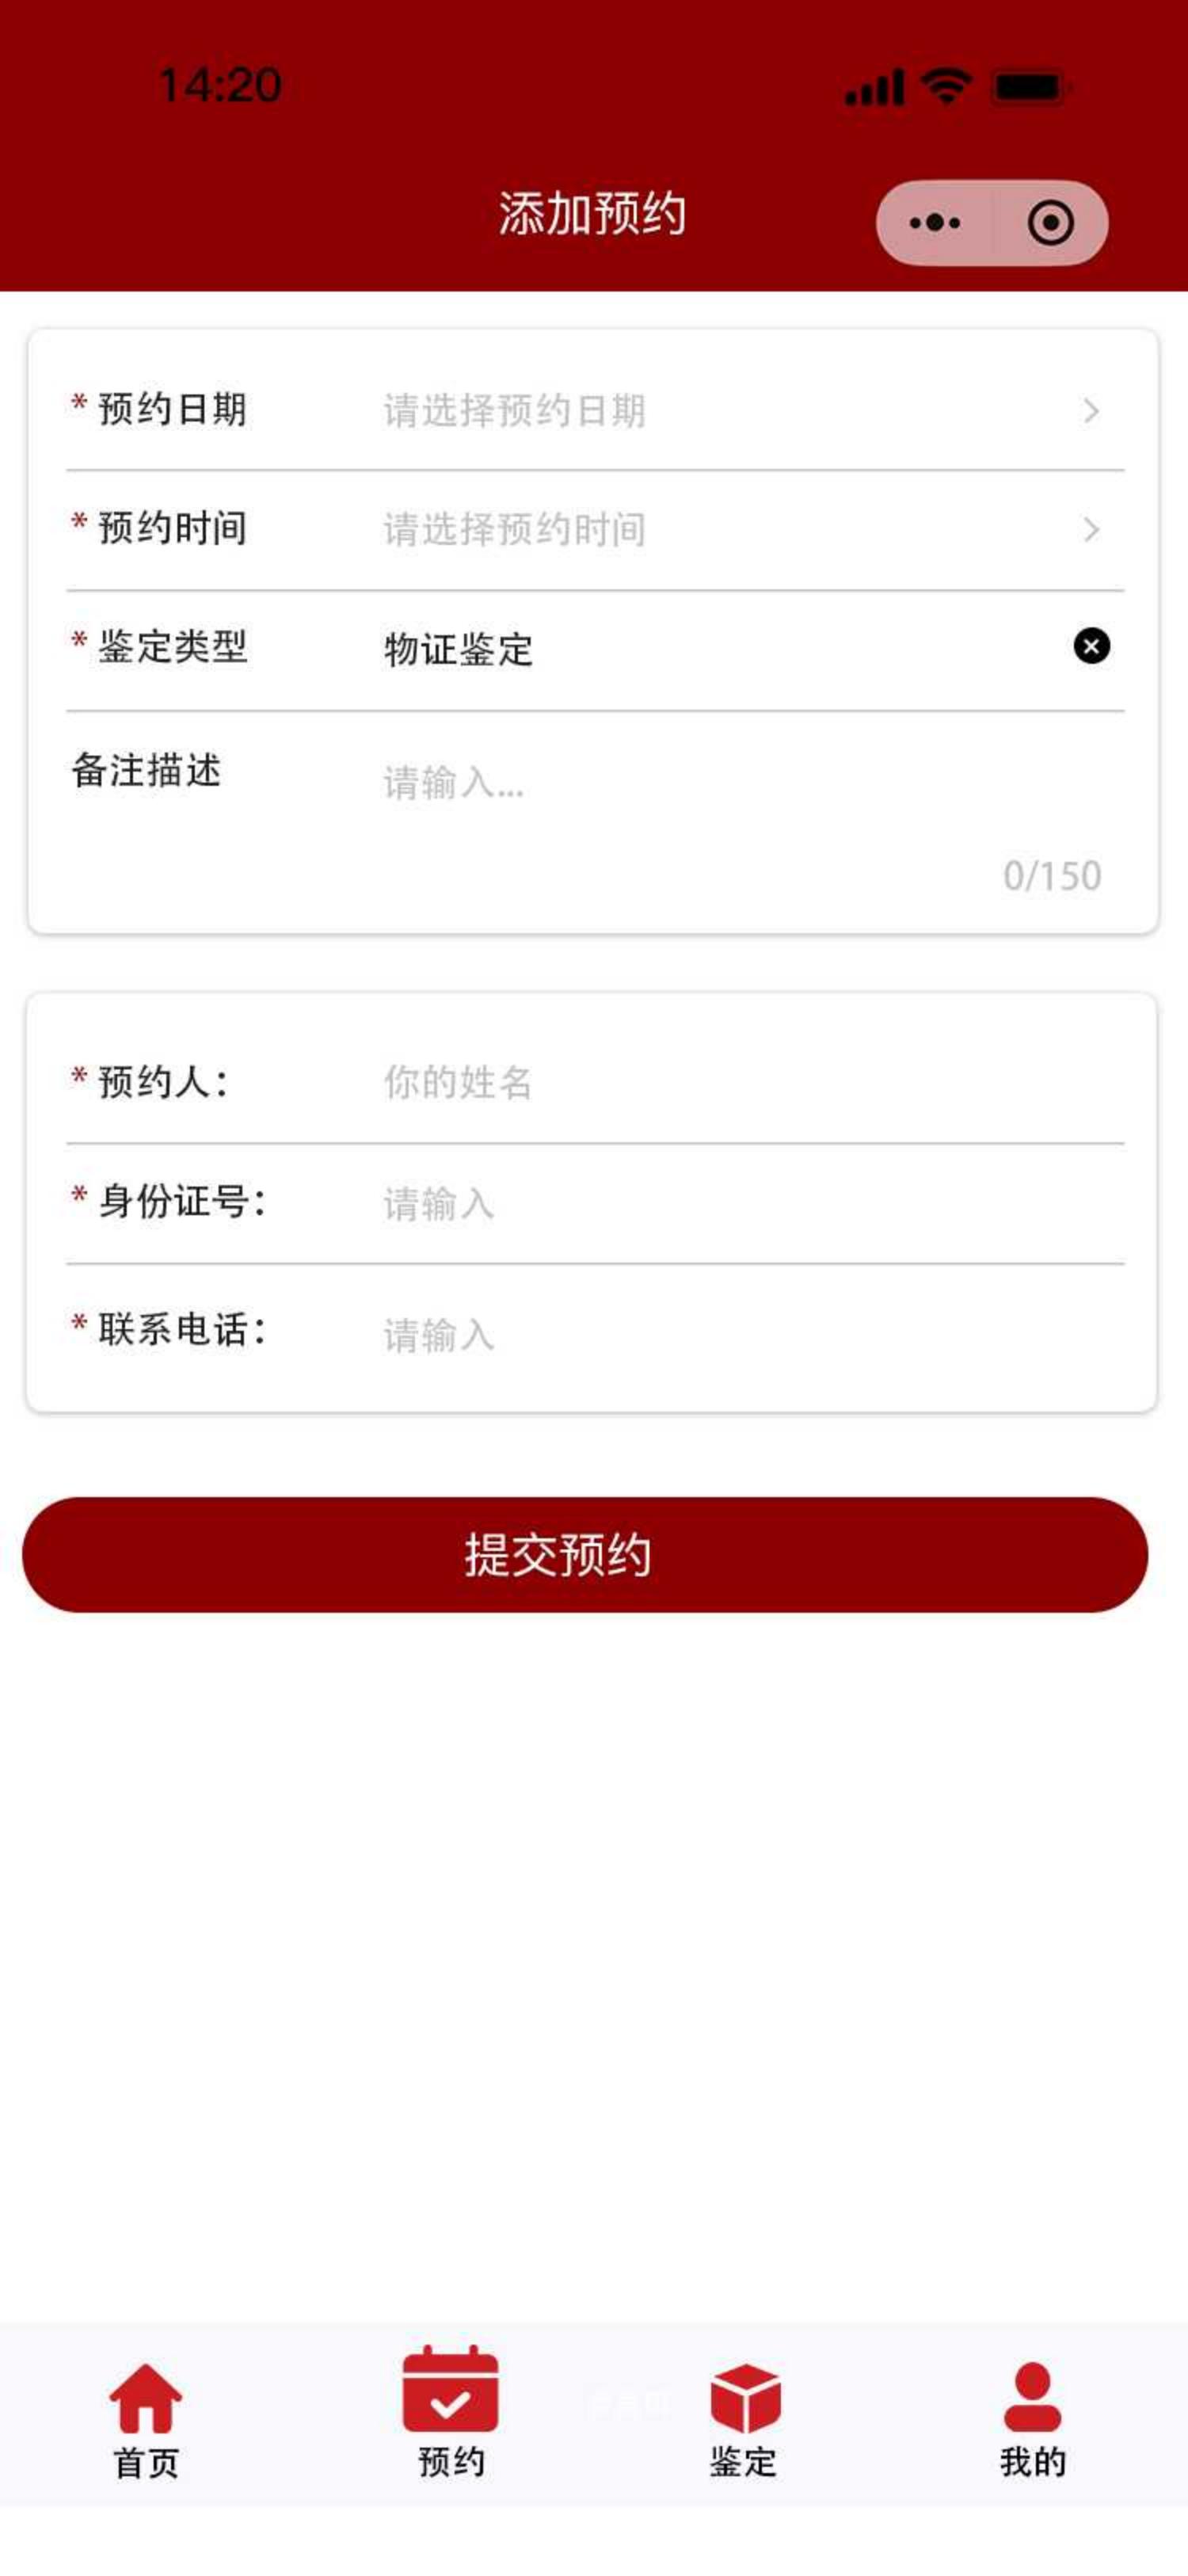 14:20
添加预约
* 预约日期 请选择预约日期
* 预约时间 请选择预约时间
* 鉴定类型 物证鉴定
备注描述 请输入...
0/150
* 预约人： 你的姓名
* 身份证号： 请输入
* 联系电话： 请输入
提交预约
首页 预约 鉴定 我的